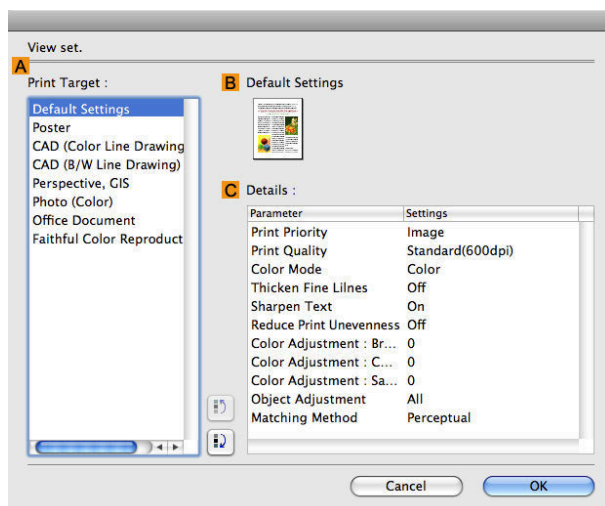 View set.
A
Print Target :
Default Settings
Poster
CAD (Color Line Drawing
CAD (B/W Line Drawing)
Perspective, GIS
Photo (Color)
Office Document
Faithful Color Reproduct
B Default Settings
C Details :
Parameter Settings
Print Priority Image
Print Quality Standard(600dpi)
Color Mode Color
Thicken Fine Lilnes Off
Sharpen Text On
Reduce Print Unevenness Off
Color Adjustment : Br... 0
Color Adjustment : C... 0
Color Adjustment : Sa... 0
Object Adjustment All
Matching Method Perceptual
Cancel OK